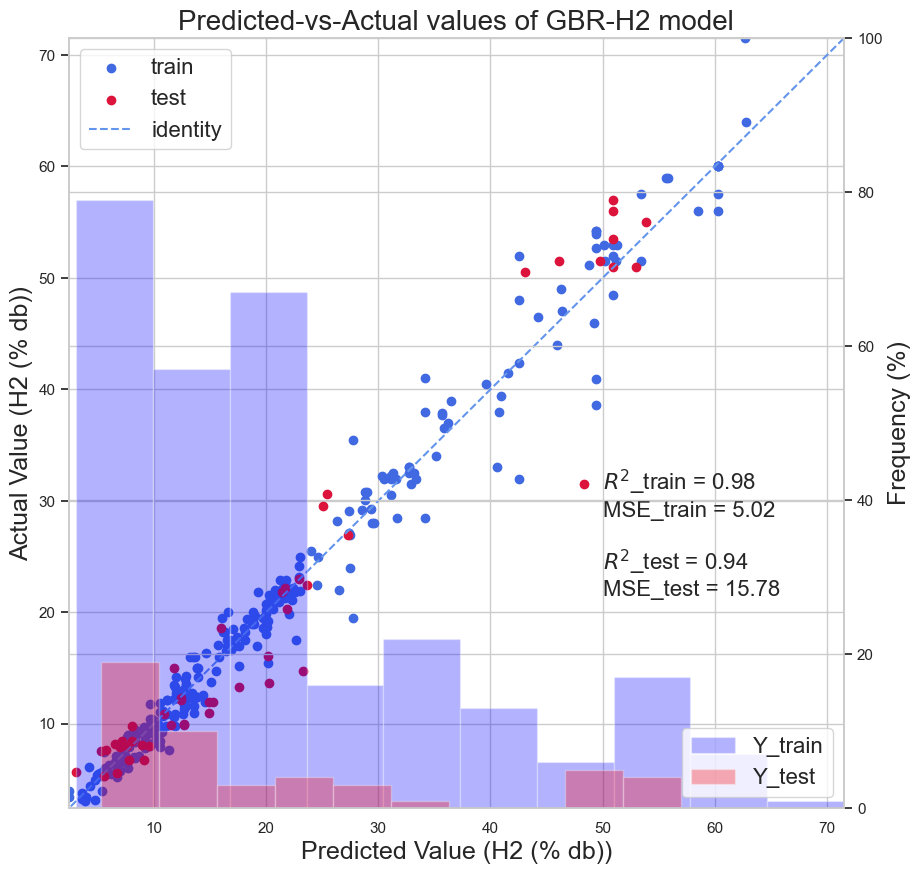 Predicted-vs-Actual values of GBR-H2 model
train
test
identity
Actual Value (H2 (% db))
70
60
50
40
30
20
10
100
80
60
40
20
0
Frequency (%)
R²_train = 0.98
MSE_train = 5.02
R²_test = 0.94
MSE_test = 15.78
Y_train
Y_test
10 20 30 40 50 60 70
Predicted Value (H2 (% db))